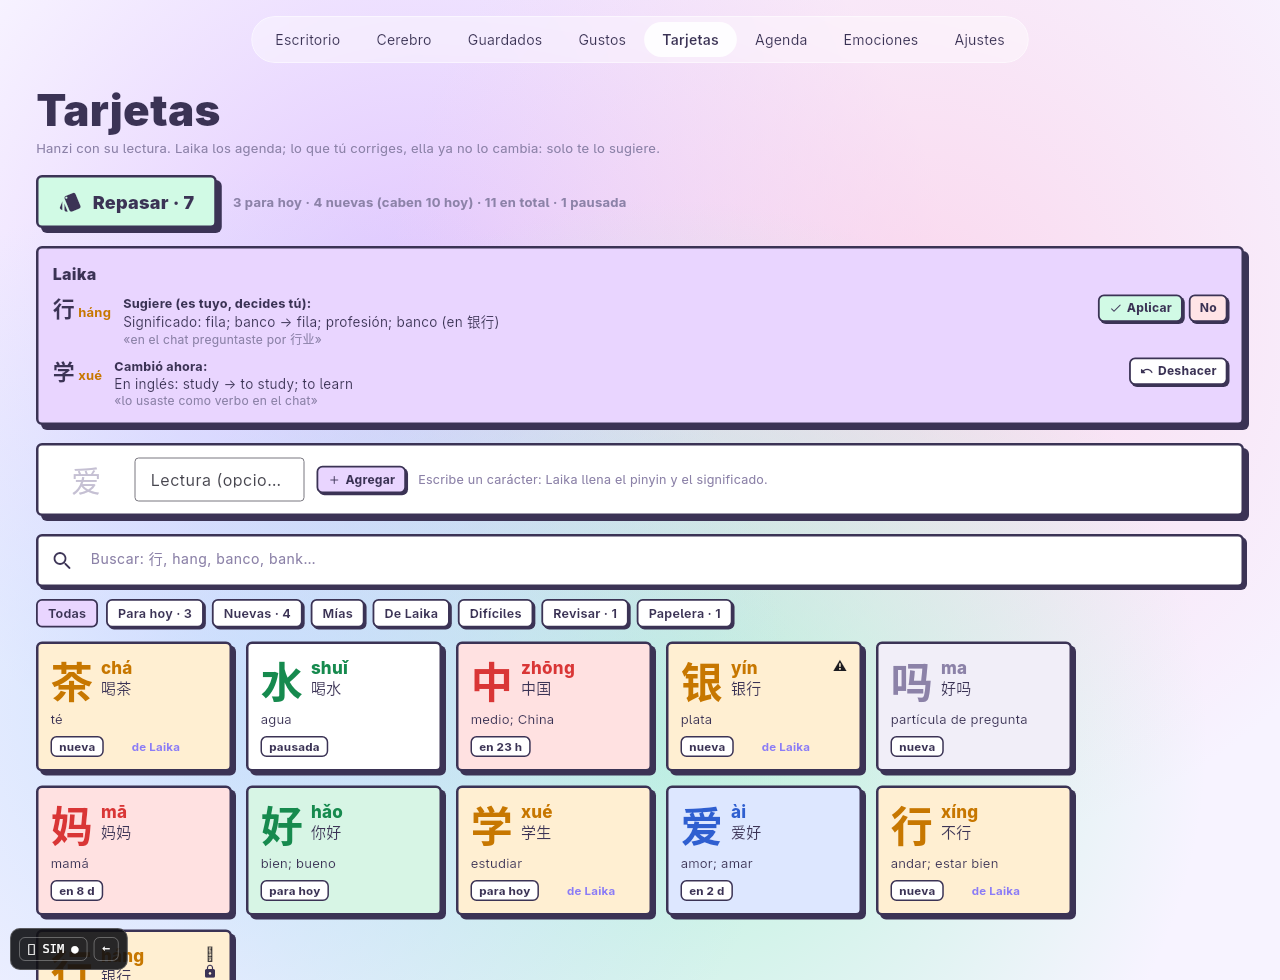 Escritorio Cerebro Guardados Gustos Tarjetas Agenda Emociones Ajustes
Tarjetas
Hanzi con su lectura. Laika los agenda; lo que tú corriges, ella ya no lo cambia: solo te lo sugiere.
Repasar · 7
3 para hoy · 4 nuevas (caben 10 hoy) · 11 en total · 1 pausada
Laika
行 háng
Sugiere (es tuyo, decides tú):
Significado: fila; banco → fila; profesión; banco (en 银行)
«en el chat preguntaste por 行业»
Aplicar
No
学 xué
Cambió ahora:
En inglés: study → to study; to learn
«lo usaste como verbo en el chat»
Deshacer
爱
Lectura (opcio…
+ Agregar
Escribe un carácter: Laika llena el pinyin y el significado.
Buscar: 行, hang, banco, bank…
Todas
Para hoy · 3
Nuevas · 4
Mías
De Laika
Difíciles
Revisar · 1
Papelera · 1
茶 chá
喝茶
té
nueva de Laika
水 shuǐ
喝水
agua
pausada
中 zhōng
中国
medio; China
en 23 h
银 yín
银行
plata
nueva de Laika
吗 ma
好吗
partícula de pregunta
nueva
妈 mā
妈妈
mamá
en 8 d
好 hǎo
你好
bien; bueno
para hoy
学 xué
学生
estudiar
para hoy de Laika
爱 ài
爱好
amor; amar
en 2 d
行 xíng
不行
andar; estar bien
nueva de Laika
银行
SIM ● ←